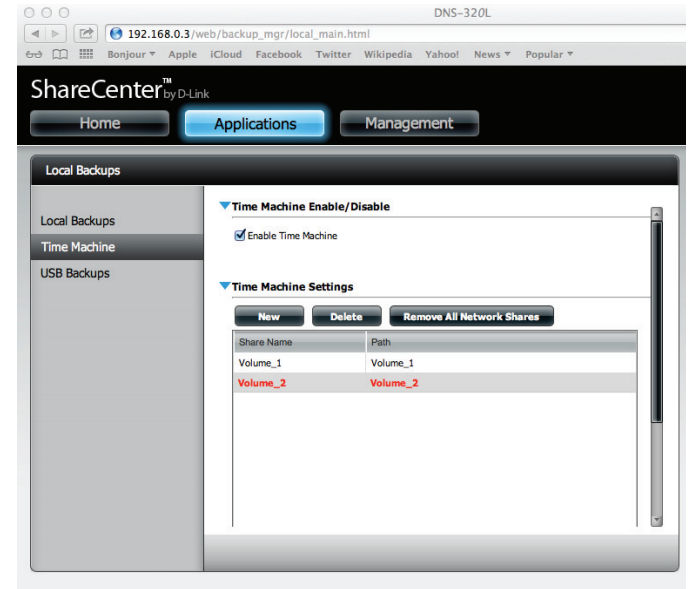 DNS-320L
192.168.0.3/web/backup_mgr/local_main.html
Bonjour Apple iCloud Facebook Twitter Wikipedia Yahoo! News Popular
ShareCenter™ by D-Link
Home Applications Management
Local Backups
Local Backups
Time Machine
USB Backups
Time Machine Enable/Disable
Enable Time Machine
Time Machine Settings
New Delete Remove All Network Shares
Share Name Path
Volume_1 Volume_1
Volume_2 Volume_2